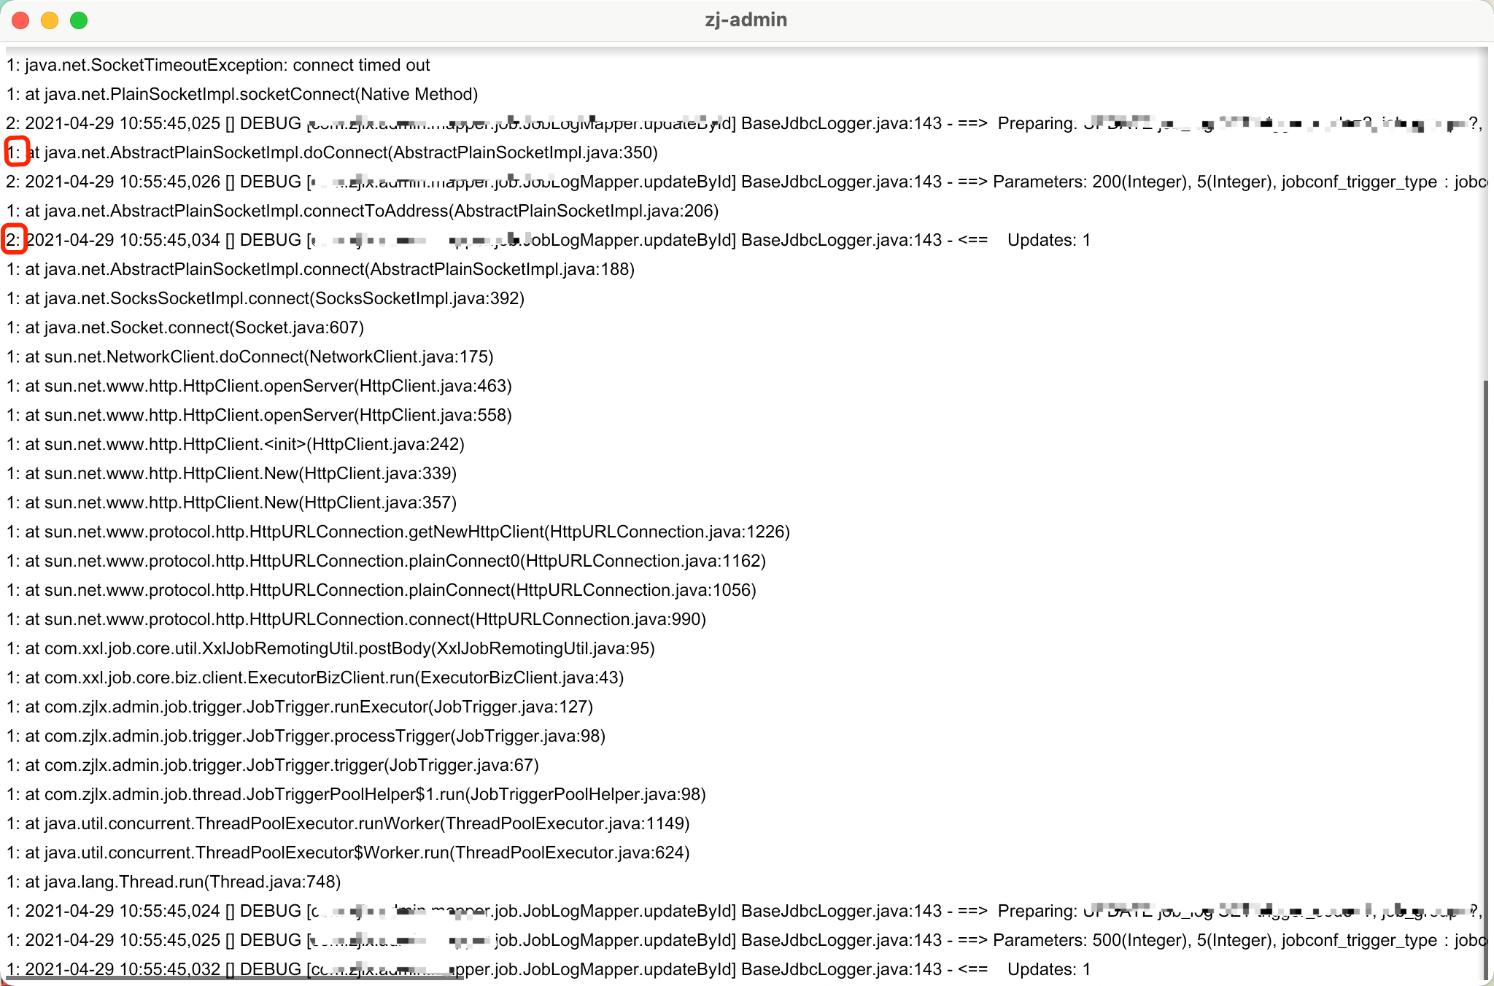 zj-admin
1: java.net.SocketTimeoutException: connect timed out
1: at java.net.PlainSocketImpl.socketConnect(Native Method)
2: 2021-04-29 10:55:45,025 [] DEBUG [com.zjlx.admin.mapper.job.JobLogMapper.updateById] BaseJdbcLogger.java:143 - ==>  Preparing: UPDATE ?,
1: at java.net.AbstractPlainSocketImpl.doConnect(AbstractPlainSocketImpl.java:350)
2: 2021-04-29 10:55:45,026 [] DEBUG [ .zjlx.admin.mapper.job.JobLogMapper.updateById] BaseJdbcLogger.java:143 - ==> Parameters: 200(Integer), 5(Integer), jobconf_trigger_type : jobc
1: at java.net.AbstractPlainSocketImpl.connectToAddress(AbstractPlainSocketImpl.java:206)
2: 2021-04-29 10:55:45,034 [] DEBUG [ .job.JobLogMapper.updateById] BaseJdbcLogger.java:143 - <==    Updates: 1
1: at java.net.AbstractPlainSocketImpl.connect(AbstractPlainSocketImpl.java:188)
1: at java.net.SocksSocketImpl.connect(SocksSocketImpl.java:392)
1: at java.net.Socket.connect(Socket.java:607)
1: at sun.net.NetworkClient.doConnect(NetworkClient.java:175)
1: at sun.net.www.http.HttpClient.openServer(HttpClient.java:463)
1: at sun.net.www.http.HttpClient.openServer(HttpClient.java:558)
1: at sun.net.www.http.HttpClient.<init>(HttpClient.java:242)
1: at sun.net.www.http.HttpClient.New(HttpClient.java:339)
1: at sun.net.www.http.HttpClient.New(HttpClient.java:357)
1: at sun.net.www.protocol.http.HttpURLConnection.getNewHttpClient(HttpURLConnection.java:1226)
1: at sun.net.www.protocol.http.HttpURLConnection.plainConnect0(HttpURLConnection.java:1162)
1: at sun.net.www.protocol.http.HttpURLConnection.plainConnect(HttpURLConnection.java:1056)
1: at sun.net.www.protocol.http.HttpURLConnection.connect(HttpURLConnection.java:990)
1: at com.xxl.job.core.util.XxlJobRemotingUtil.postBody(XxlJobRemotingUtil.java:95)
1: at com.xxl.job.core.biz.client.ExecutorBizClient.run(ExecutorBizClient.java:43)
1: at com.zjlx.admin.job.trigger.JobTrigger.runExecutor(JobTrigger.java:127)
1: at com.zjlx.admin.job.trigger.JobTrigger.processTrigger(JobTrigger.java:98)
1: at com.zjlx.admin.job.trigger.JobTrigger.trigger(JobTrigger.java:67)
1: at com.zjlx.admin.job.thread.JobTriggerPoolHelper$1.run(JobTriggerPoolHelper.java:98)
1: at java.util.concurrent.ThreadPoolExecutor.runWorker(ThreadPoolExecutor.java:1149)
1: at java.util.concurrent.ThreadPoolExecutor$Worker.run(ThreadPoolExecutor.java:624)
1: at java.lang.Thread.run(Thread.java:748)
1: 2021-04-29 10:55:45,024 [] DEBUG [ .mapper.job.JobLogMapper.updateById] BaseJdbcLogger.java:143 - ==>  Preparing: UPDATE job_log SET ?,
1: 2021-04-29 10:55:45,025 [] DEBUG [ .job.JobLogMapper.updateById] BaseJdbcLogger.java:143 - ==> Parameters: 500(Integer), 5(Integer), jobconf_trigger_type : jobc
1: 2021-04-29 10:55:45,032 [] DEBUG [ .job.JobLogMapper.updateById] BaseJdbcLogger.java:143 - <==    Updates: 1